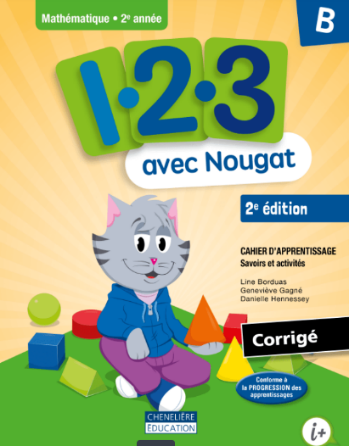 Mathématique • 2e année
B
1•2•3
avec Nougat
2e édition
CAHIER D'APPRENTISSAGE
Savoirs et activités
Line Borduas
Geneviève Gagné
Danielle Hennessey
Corrigé
Conforme à
la PROGRESSION des
apprentissages
CHENELIÈRE
ÉDUCATION
i+